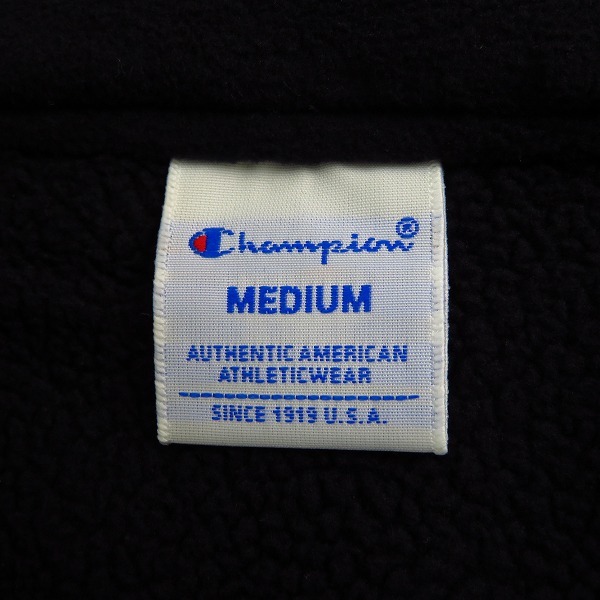 Champion®
MEDIUM
AUTHENTIC AMERICAN
ATHLETICWEAR
SINCE 1919 U.S.A.